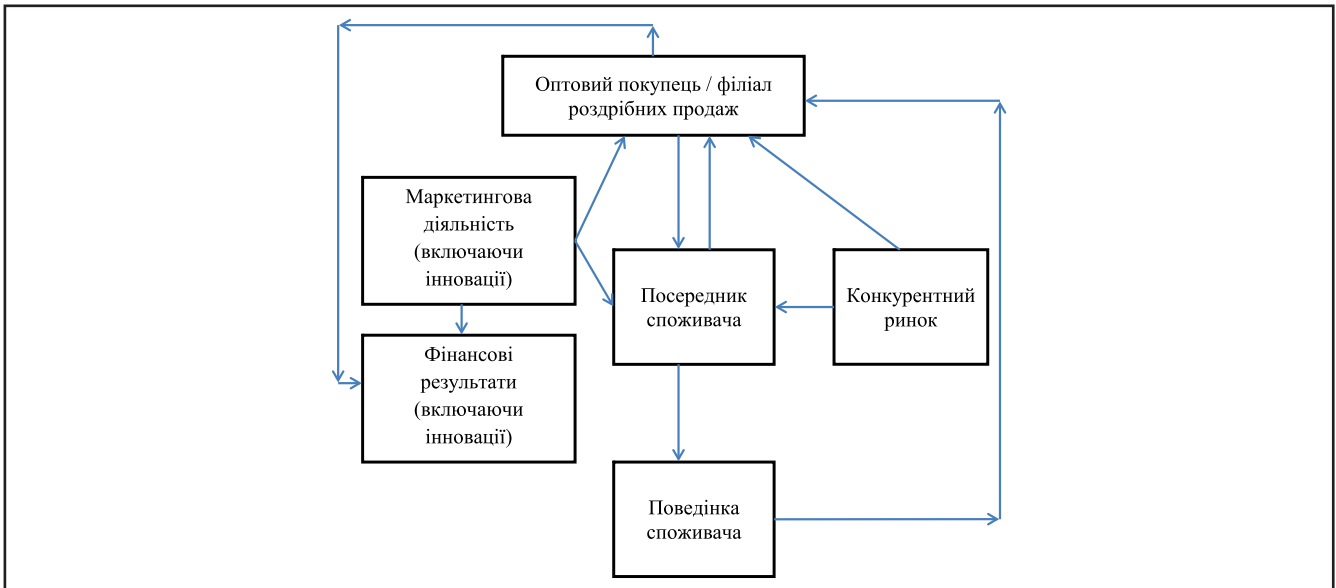 Оптовий покупець / філіал
роздрібних продаж
Маркетингова
діяльність
(включаючи
інновації)
Посередник
споживача
Конкурентний
ринок
Фінансові
результати
(включаючи
інновації)
Поведінка
споживача